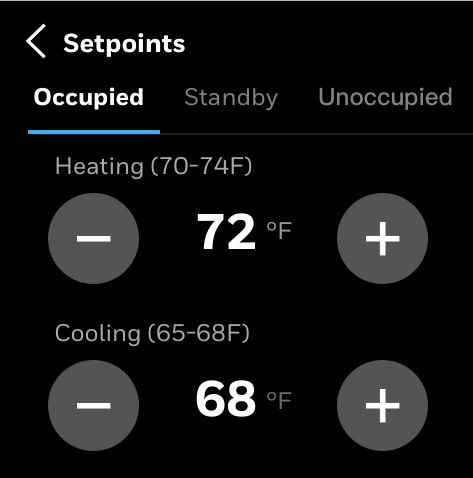 Setpoints
Occupied Standby Unoccupied
Heating (70-74F)
72 °F
Cooling (65-68F)
68 °F